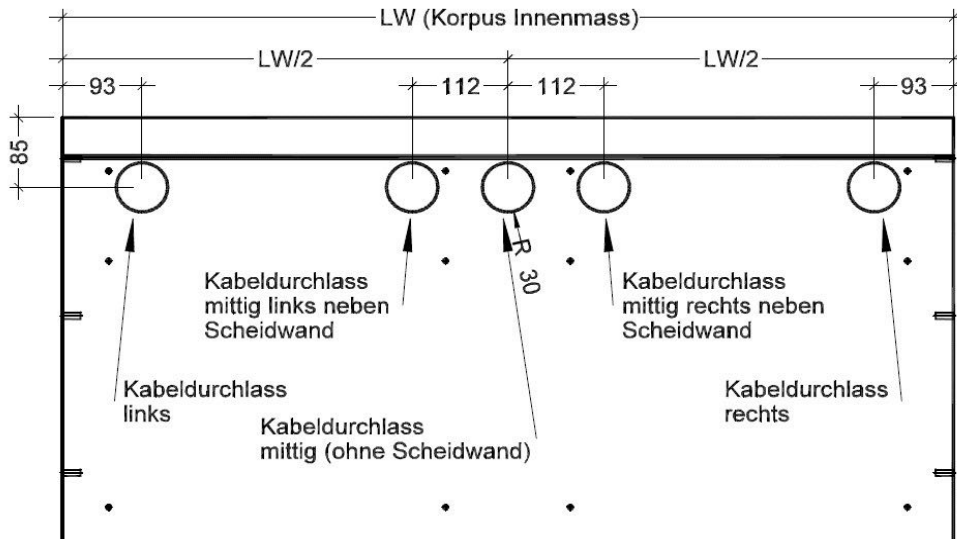 LW (Korpus Innenmass)
LW/2
LW/2
93
112
112
93
85
R 30
Kabeldurchlass
mittig links neben
Scheidwand
Kabeldurchlass
mittig rechts neben
Scheidwand
Kabeldurchlass
links
Kabeldurchlass
rechts
Kabeldurchlass
mittig (ohne Scheidwand)